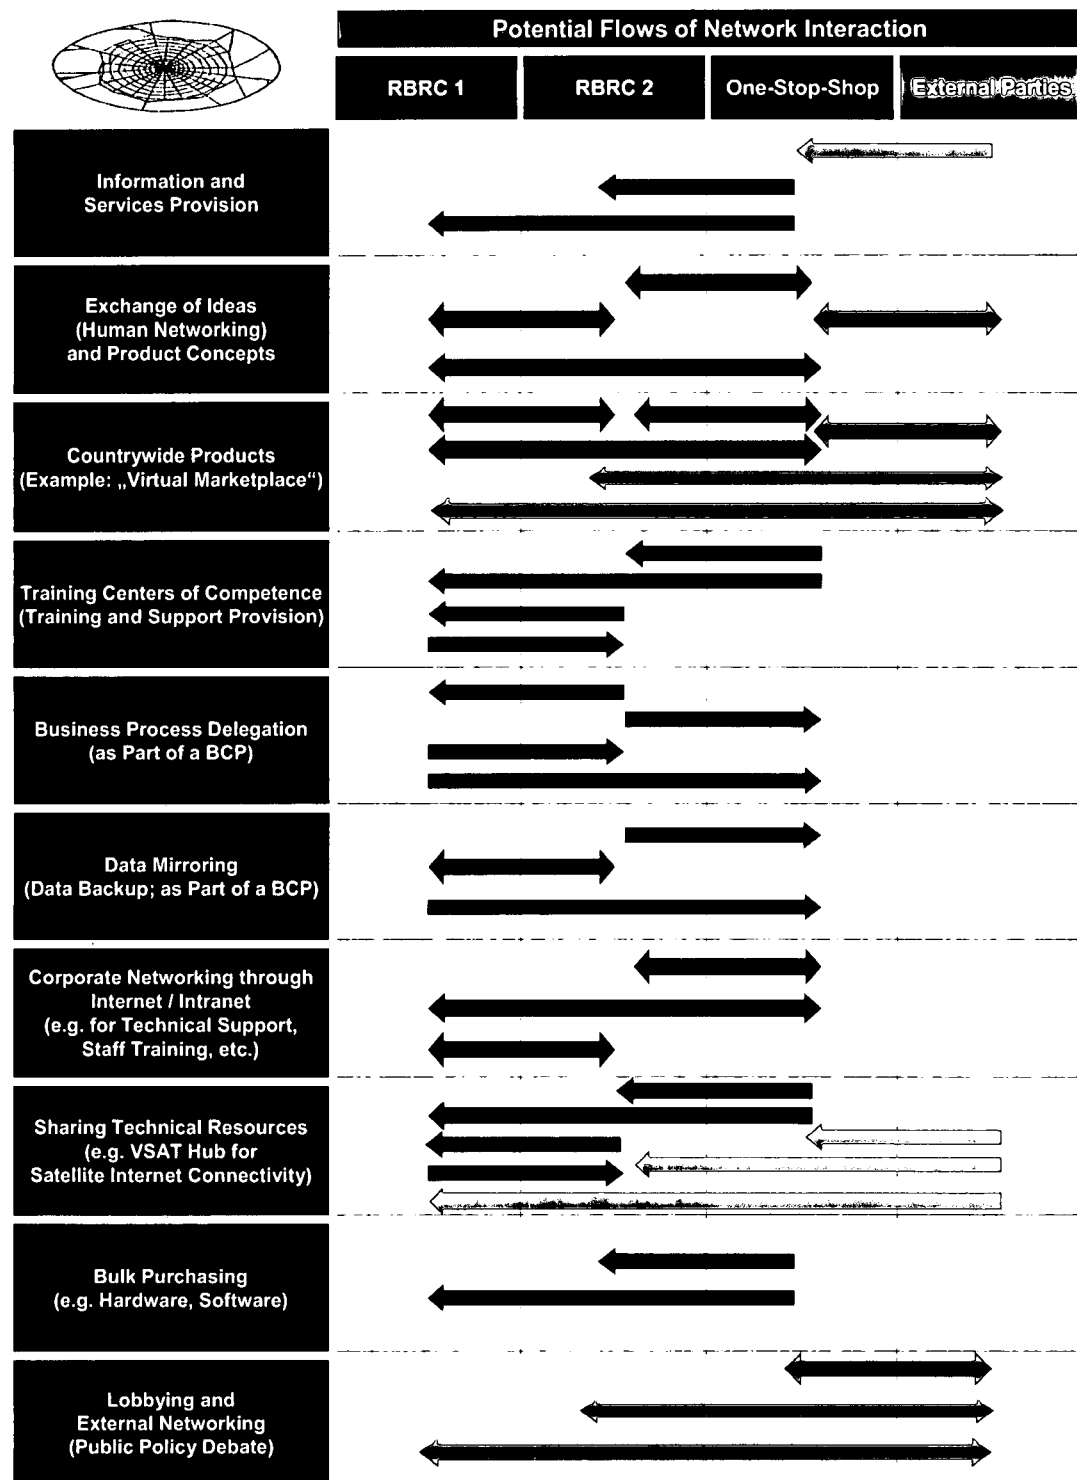 Potential Flows of Network Interaction
RBRC 1
RBRC 2
One-Stop-Shop
External Parties
Information and
Services Provision
Exchange of Ideas
(Human Networking)
and Product Concepts
Countrywide Products
(Example: „Virtual Marketplace“)
Training Centers of Competence
(Training and Support Provision)
Business Process Delegation
(as Part of a BCP)
Data Mirroring
(Data Backup; as Part of a BCP)
Corporate Networking through
Internet / Intranet
(e.g. for Technical Support,
Staff Training, etc.)
Sharing Technical Resources
(e.g. VSAT Hub for
Satellite Internet Connectivity)
Bulk Purchasing
(e.g. Hardware, Software)
Lobbying and
External Networking
(Public Policy Debate)